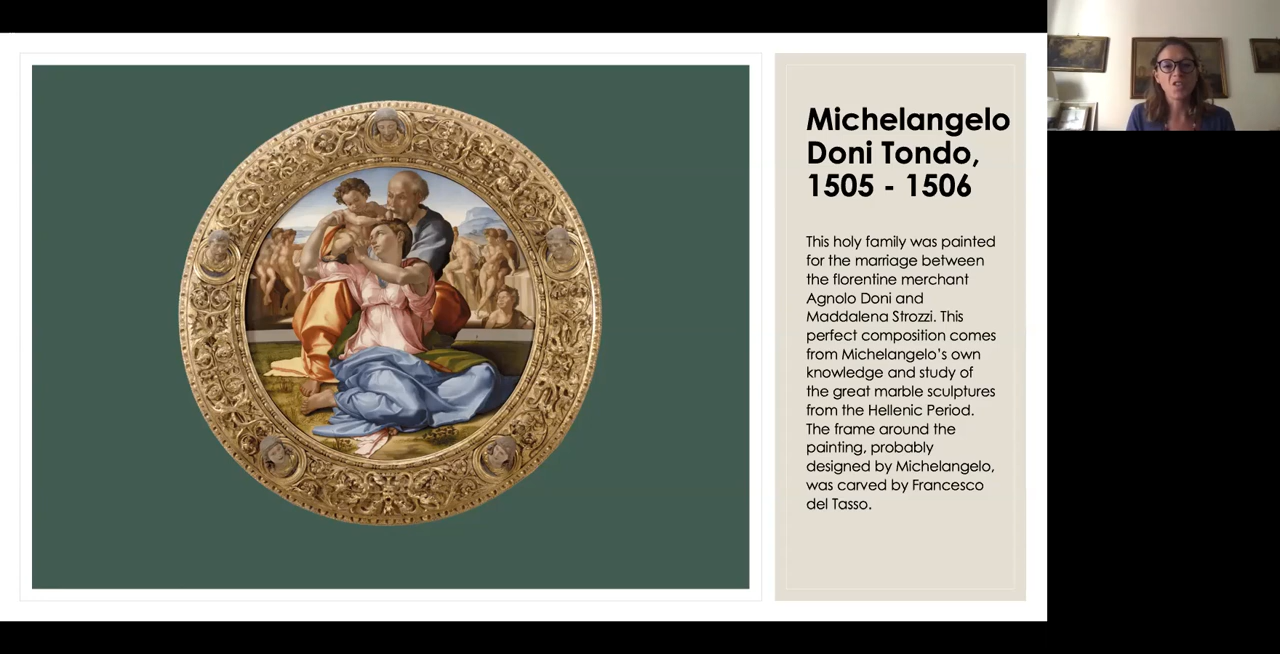 Michelangelo
Doni Tondo,
1505 - 1506
This holy family was painted
for the marriage between
the florentine merchant
Agnolo Doni and
Maddalena Strozzi. This
perfect composition comes
from Michelangelo's own
knowledge and study of
the great marble sculptures
from the Hellenic Period.
The frame around the
painting, probably
designed by Michelangelo,
was carved by Francesco
del Tasso.